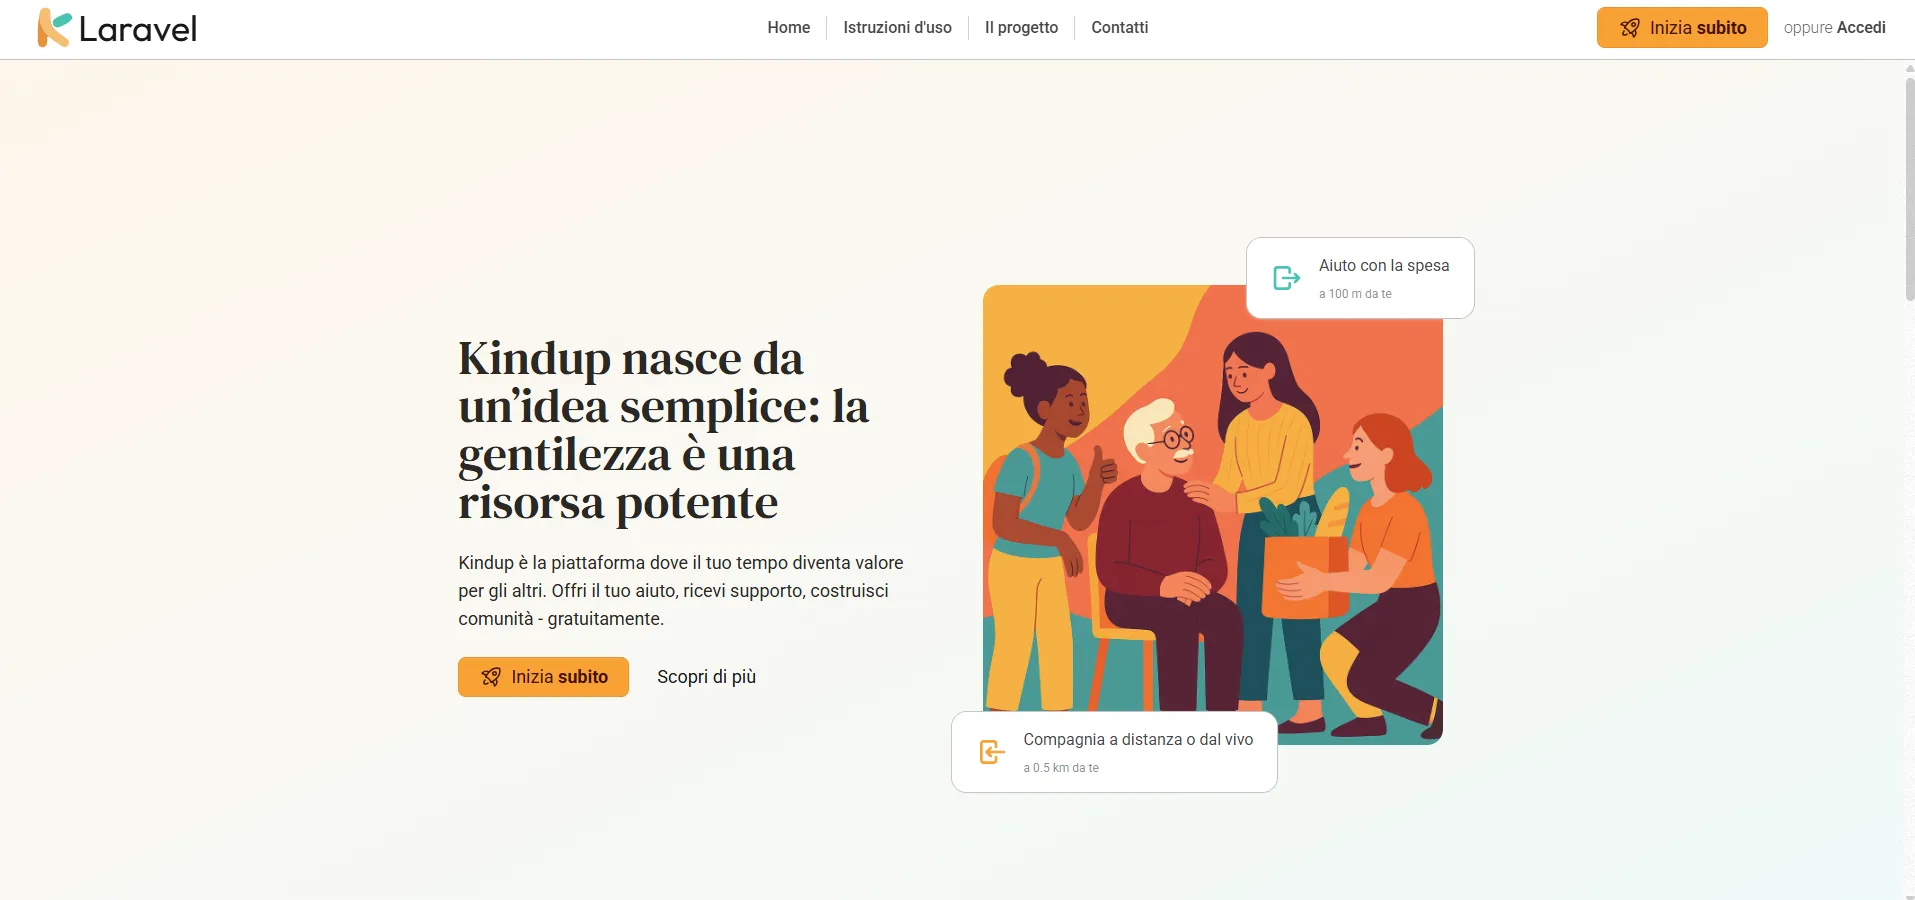 Laravel
Home
Istruzioni d'uso
Il progetto
Contatti
Inizia subito
oppure Accedi
Aiuto con la spesa
a 100 m da te
Kindup nasce da
un’idea semplice: la
gentilezza è una
risorsa potente
Kindup è la piattaforma dove il tuo tempo diventa valore
per gli altri. Offri il tuo aiuto, ricevi supporto, costruisci
comunità - gratuitamente.
Inizia subito
Scopri di più
Compagnia a distanza o dal vivo
a 0.5 km da te